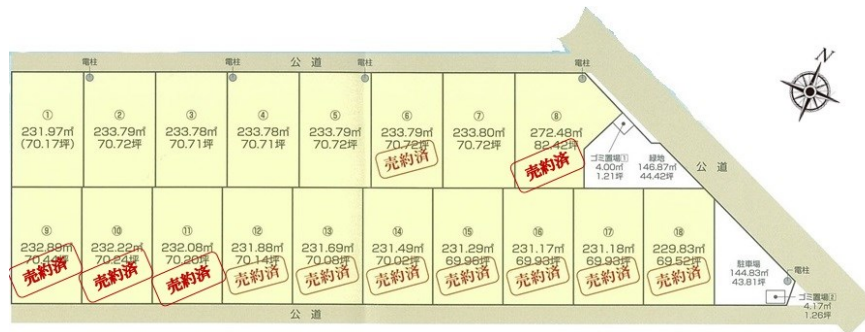 公道
電柱
電柱
電柱
N
①
231.97㎡
(70.17坪)
②
233.79㎡
70.72坪
③
233.78㎡
70.71坪
④
233.78㎡
70.71坪
⑤
233.79㎡
70.72坪
⑥
233.79㎡
70.72坪
売約済
⑦
233.80㎡
70.72坪
⑧
272.48㎡
82.42坪
売約済
ゴミ置場①
4.00㎡
1.21坪
緑地
146.87㎡
44.42坪
公道
⑨
232.89㎡
70.44坪
売約済
⑩
232.22㎡
70.24坪
売約済
⑪
232.08㎡
70.20坪
売約済
⑫
231.88㎡
70.14坪
売約済
⑬
231.69㎡
70.08坪
売約済
⑭
231.49㎡
70.02坪
売約済
⑮
231.29㎡
69.96坪
売約済
⑯
231.17㎡
69.93坪
売約済
⑰
231.18㎡
69.93坪
売約済
⑱
229.83㎡
69.52坪
売約済
駐車場
144.83㎡
43.81坪
電柱
ゴミ置場②
4.17㎡
1.26坪
公道
電柱